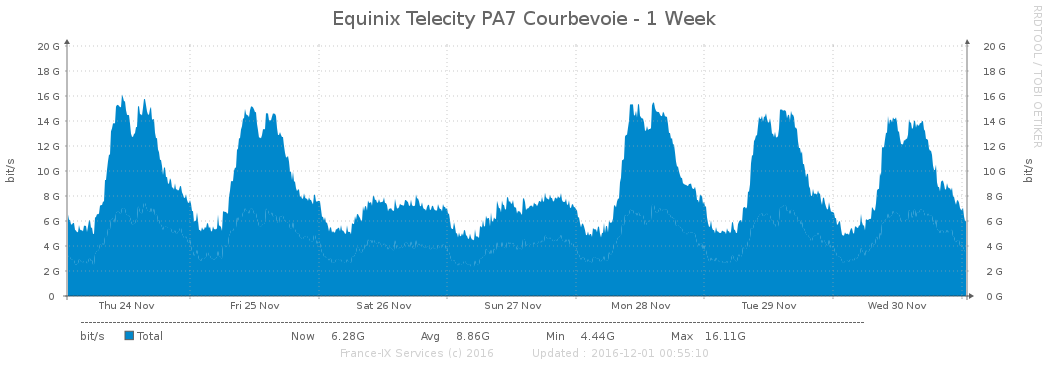 Equinix Telecity PA7 Courbevoie - 1 Week
RRDTOOL / TOBI OETIKER
20 G 20 G
18 G 18 G
16 G 16 G
14 G 14 G
12 G 12 G
10 G 10 G
8 G 8 G
6 G 6 G
4 G 4 G
2 G 2 G
0 0 G
bit/s
bit/s
Thu 24 Nov Fri 25 Nov Sat 26 Nov Sun 27 Nov Mon 28 Nov Tue 29 Nov Wed 30 Nov
bit/s Total Now 6.28G Avg 8.86G Min 4.44G Max 16.11G
France-IX Services (c) 2016 Updated : 2016-12-01 00:55:10